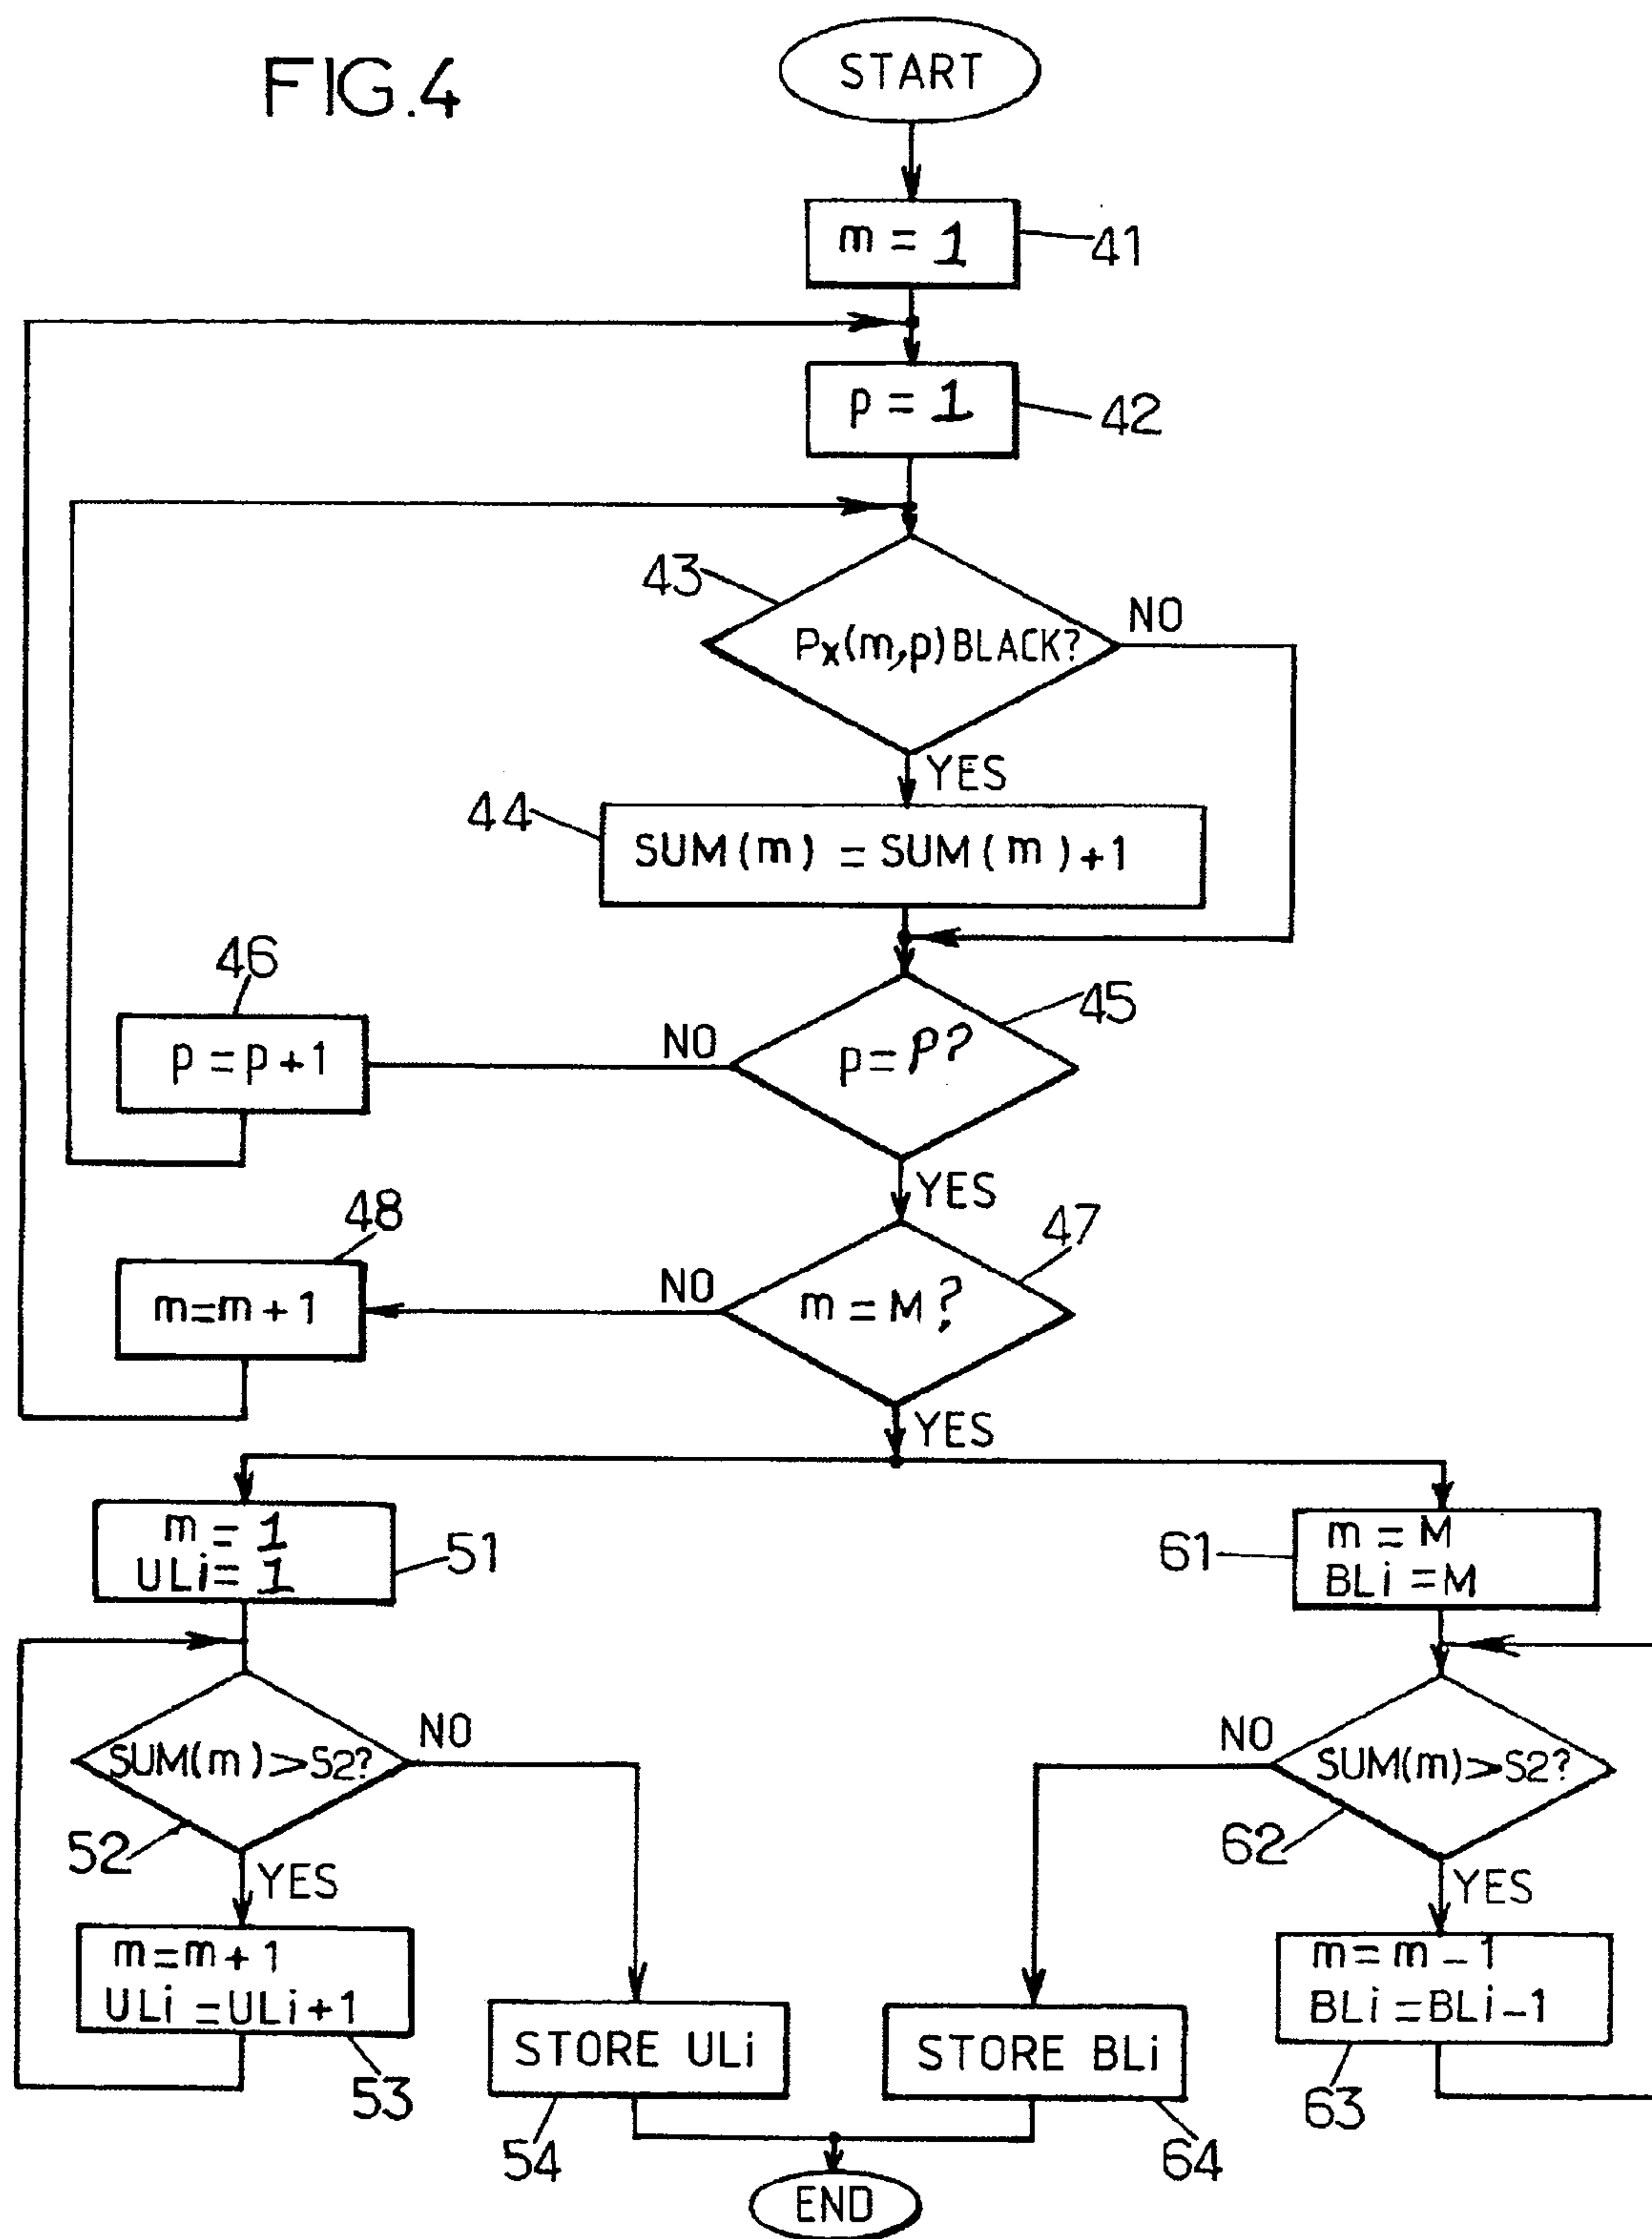 FIG.4
START
m = 1
41
p = 1
42
43
Px(m,p) BLACK?
NO
YES
44
SUM(m) = SUM(m)+1
46
p = p+1
NO
p = P?
45
YES
48
m = m+1
NO
m = M?
47
YES
m = 1
ULi = 1
51
61
m = M
BLi = M
SUM(m) > S2?
NO
52
YES
NO
SUM(m) > S2?
62
YES
m = m+1
ULi = ULi+1
53
STORE ULi
54
STORE BLi
64
m = m-1
BLi = BLi-1
63
END